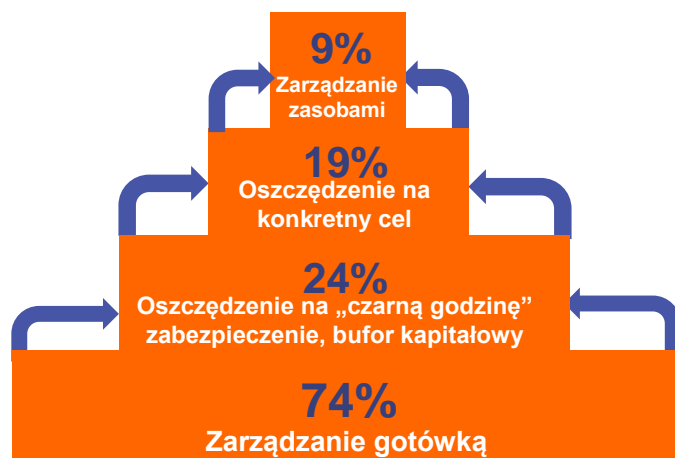 9%
Zarządzanie
zasobami
19%
Oszczędzenie na
konkretny cel
24%
Oszczędzenie na „czarną godzinę”
zabezpieczenie, bufor kapitałowy
74%
Zarządzanie gotówką